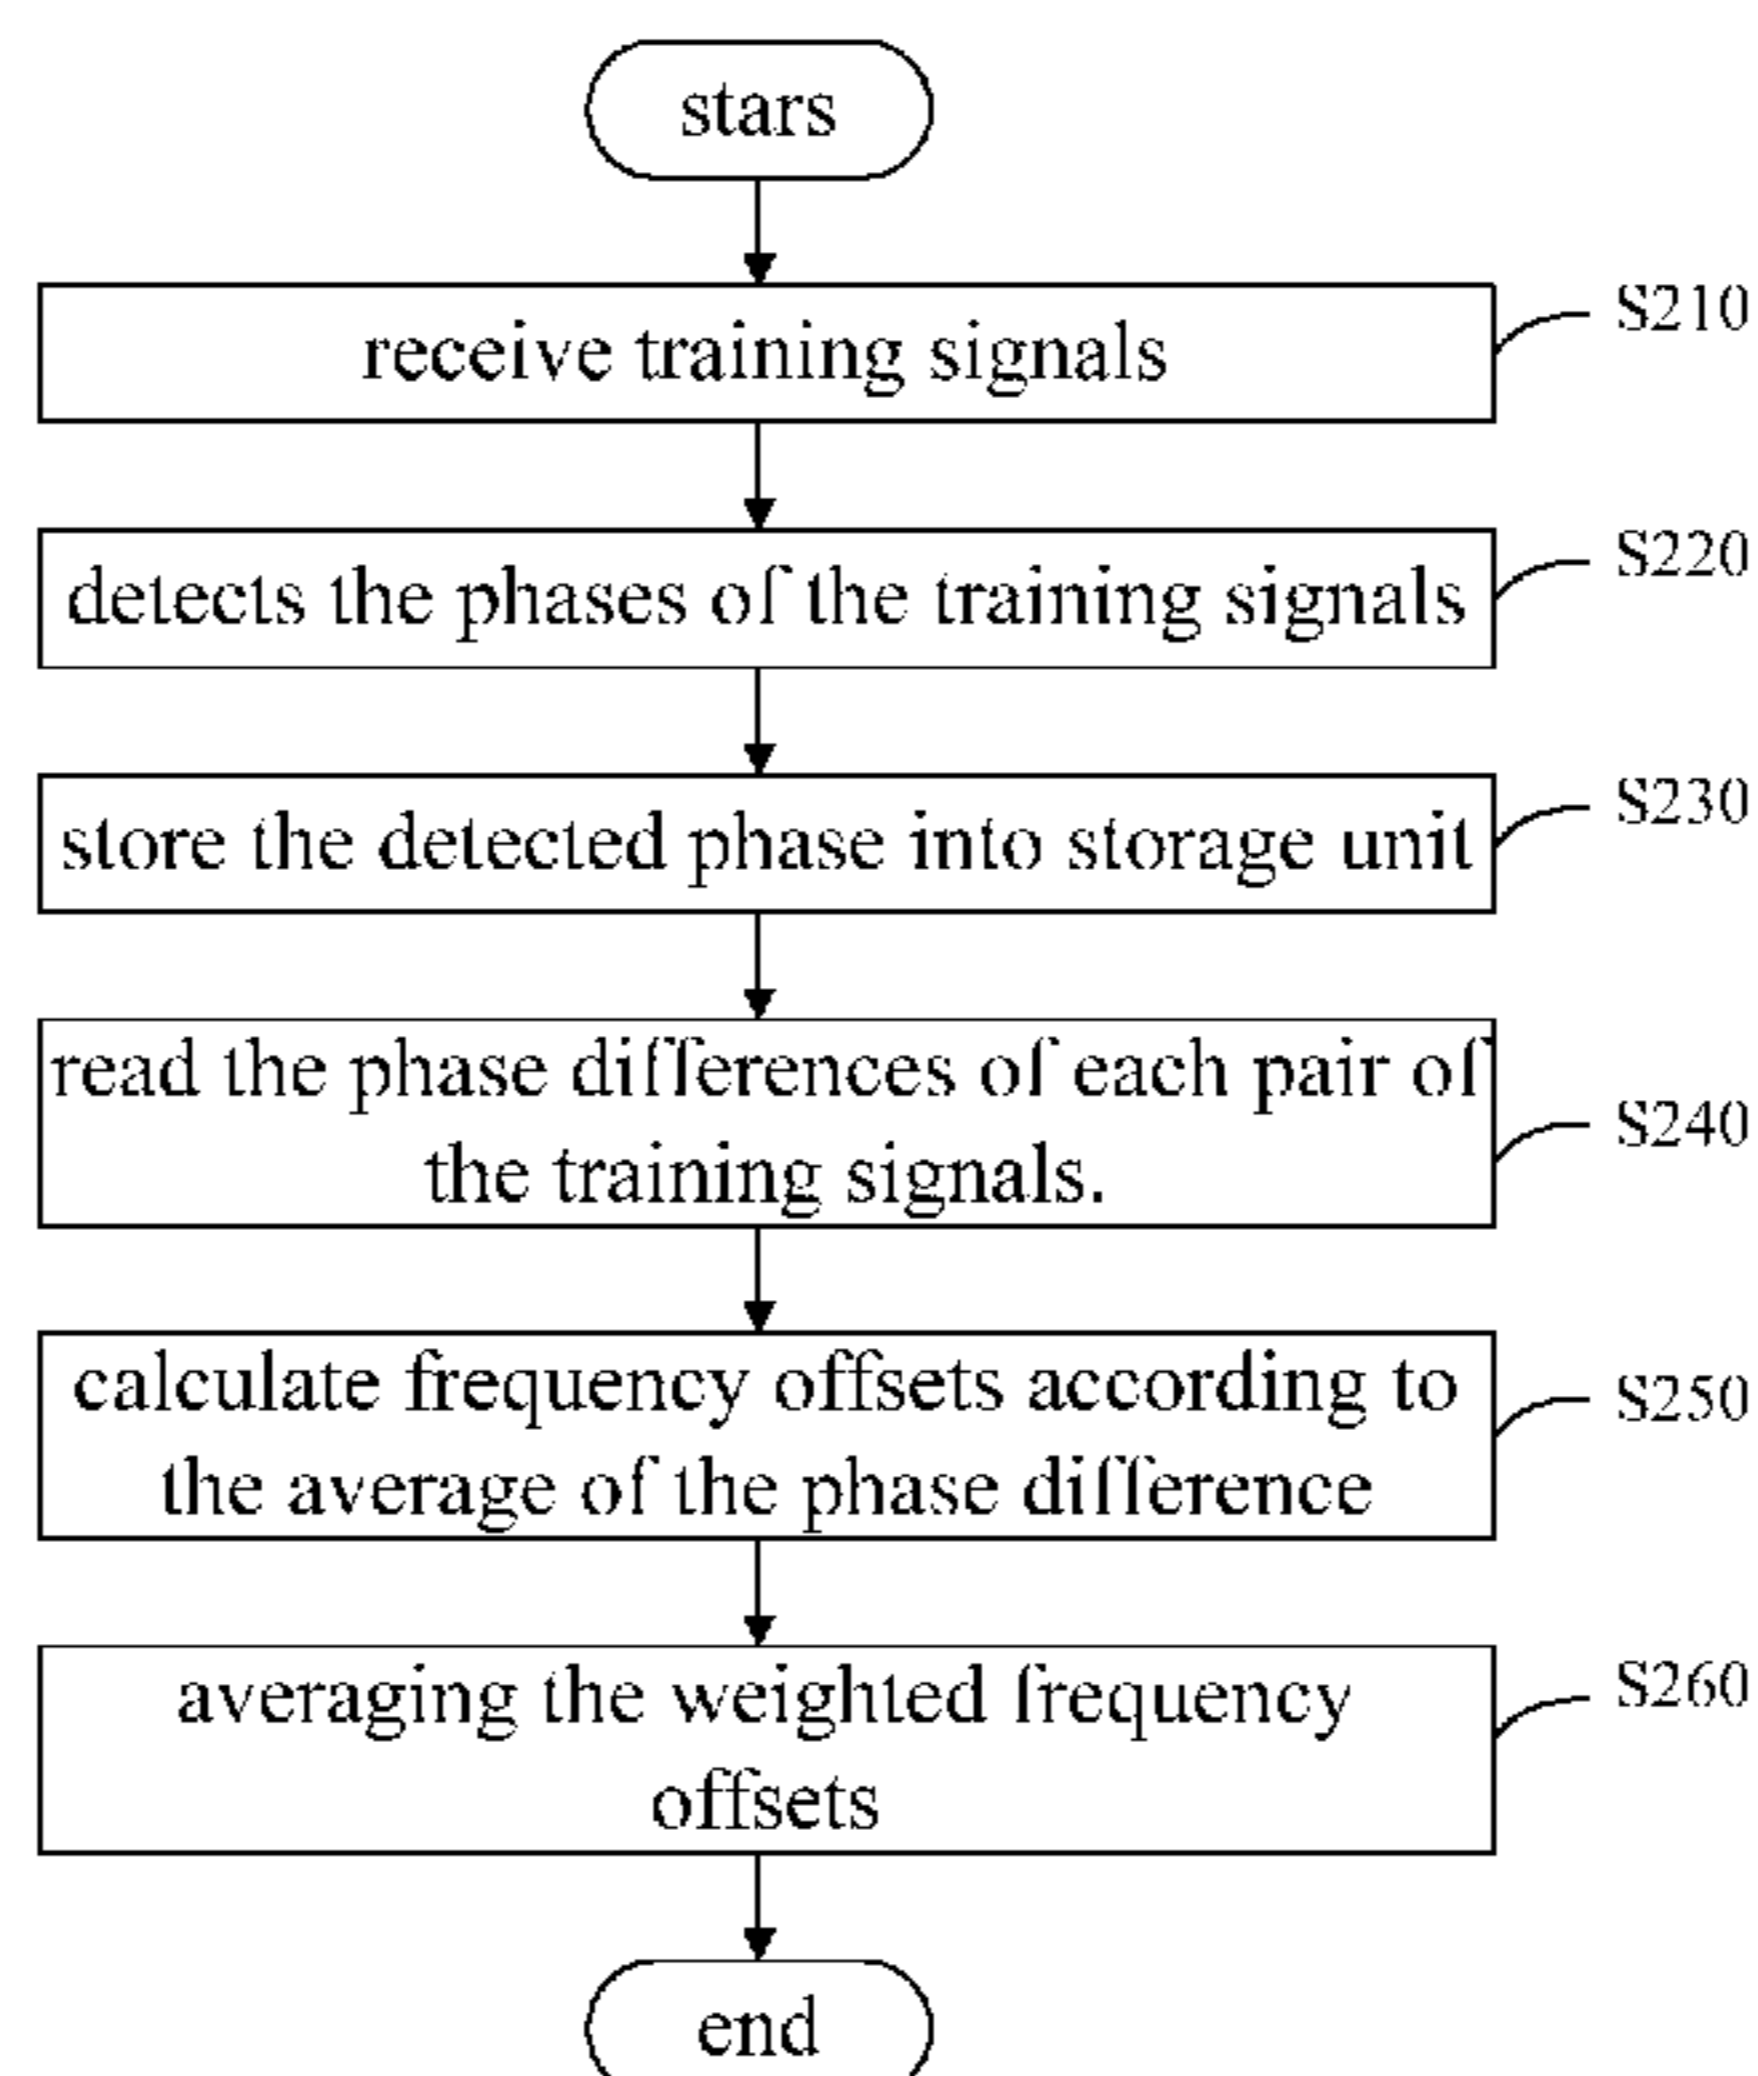 stars
receive training signals
S210
detects the phases of the training signals
S220
store the detected phase into storage unit
S230
read the phase differences of each pair of
the training signals.
S240
calculate frequency offsets according to
the average of the phase difference
S250
averaging the weighted frequency
offsets
S260
end